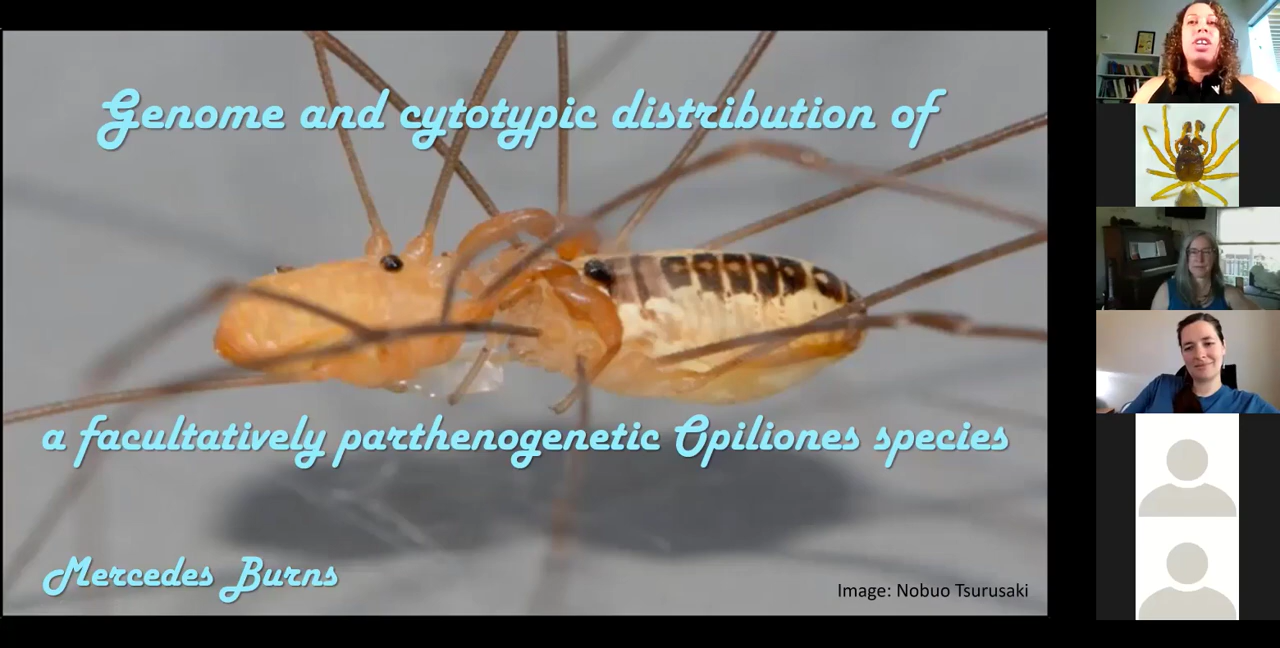 Genome and cytotypic distribution of
a facultatively parthenogenetic Opiliones species
Mercedes Burns
Image: Nobuo Tsurusaki